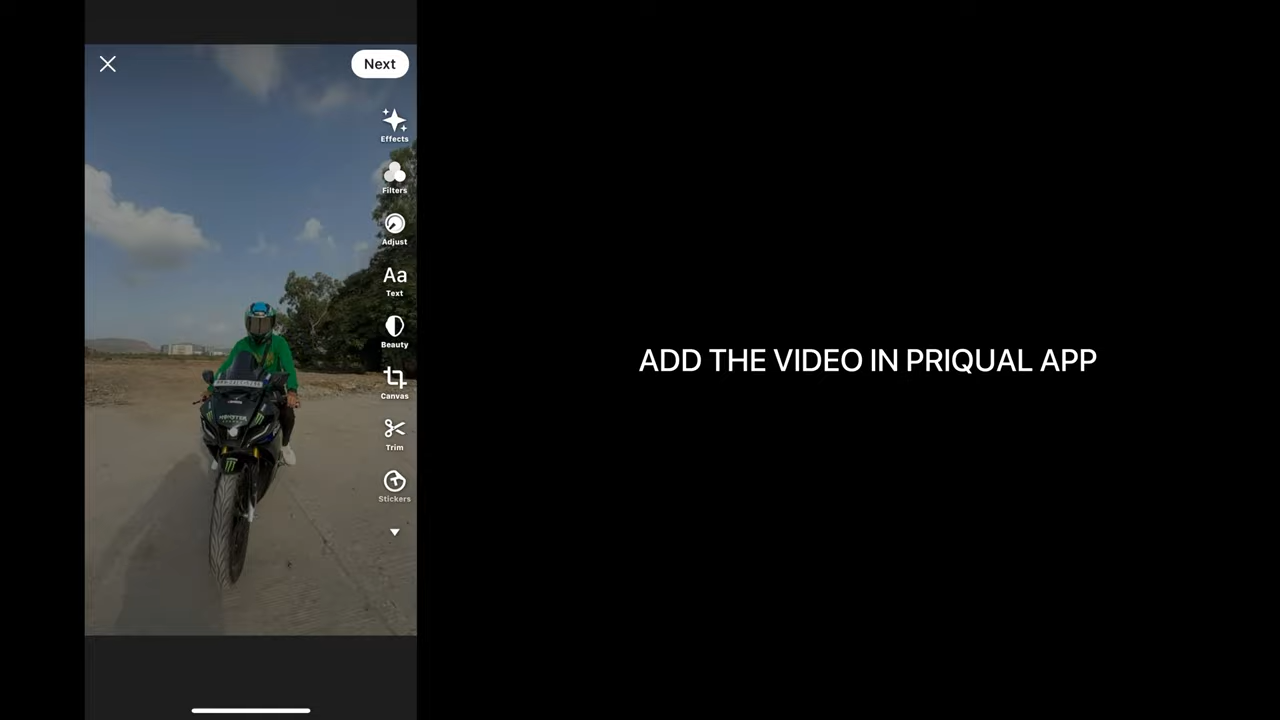 Next
Effects
Filters
Adjust
Aa
Text
Beauty
Canvas
Trim
Stickers
ADD THE VIDEO IN PRIQUAL APP